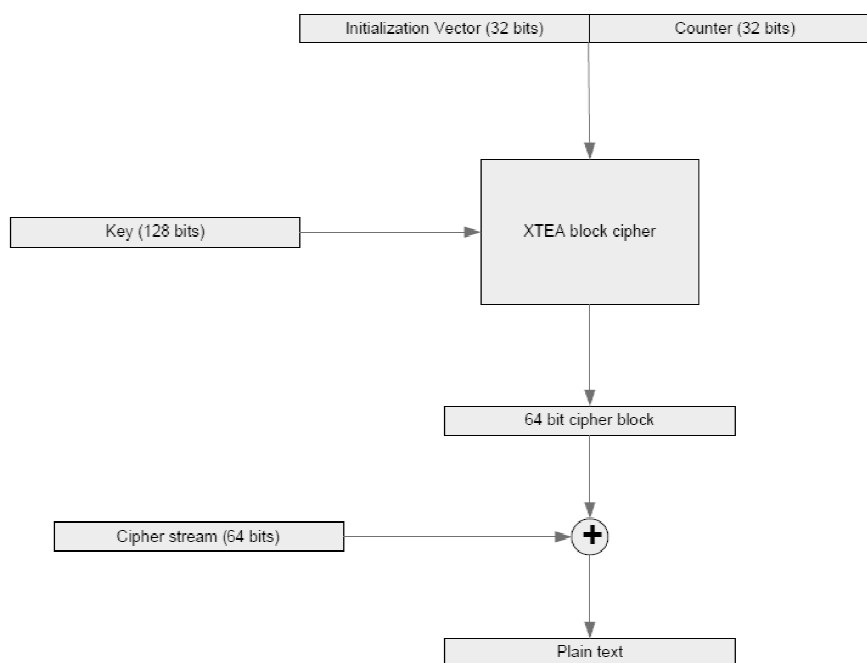 Initialization Vector (32 bits)
Counter (32 bits)
Key (128 bits)
XTEA block cipher
64 bit cipher block
Cipher stream (64 bits)
+
Plain text